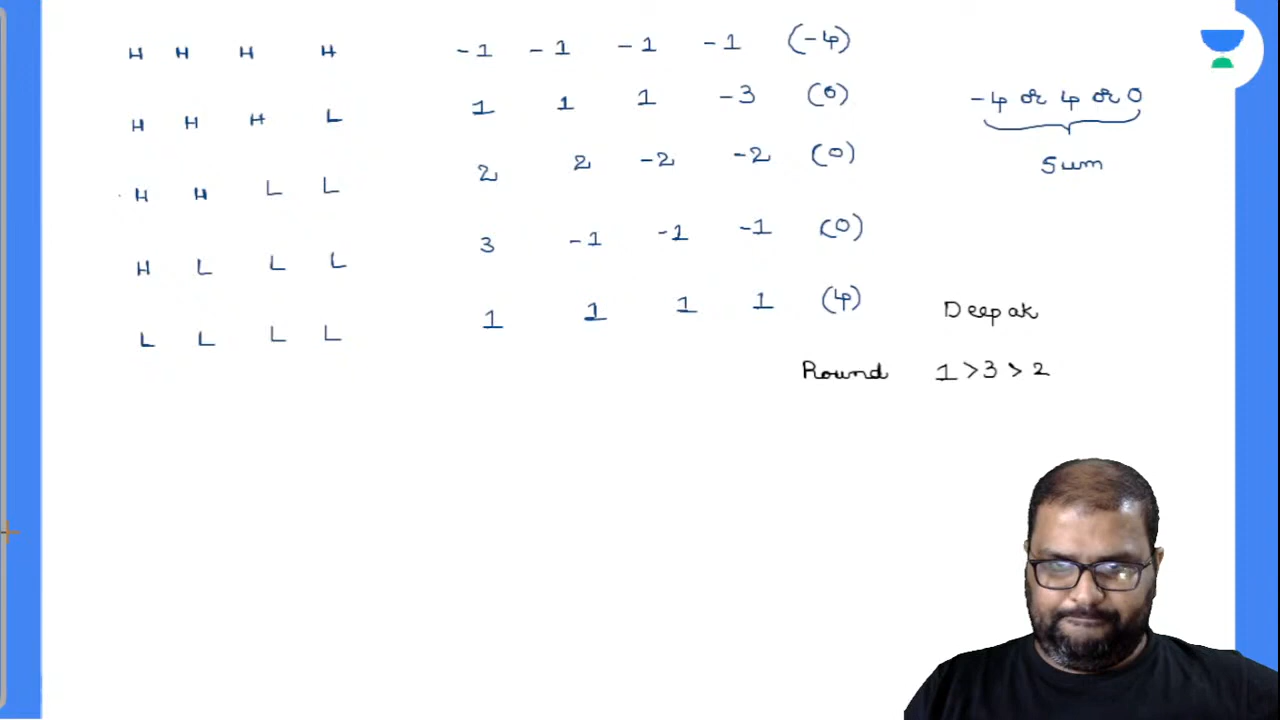 H H H H -1 -1 -1 -1 (-4)
H H H L 1 1 1 -3 (0)
H H L L 2 2 -2 -2 (0)
H L L L 3 -1 -1 -1 (0)
L L L L 1 1 1 1 (4)
-4 or 4 or 0
Sum
Deepak
Round 1 > 3 > 2